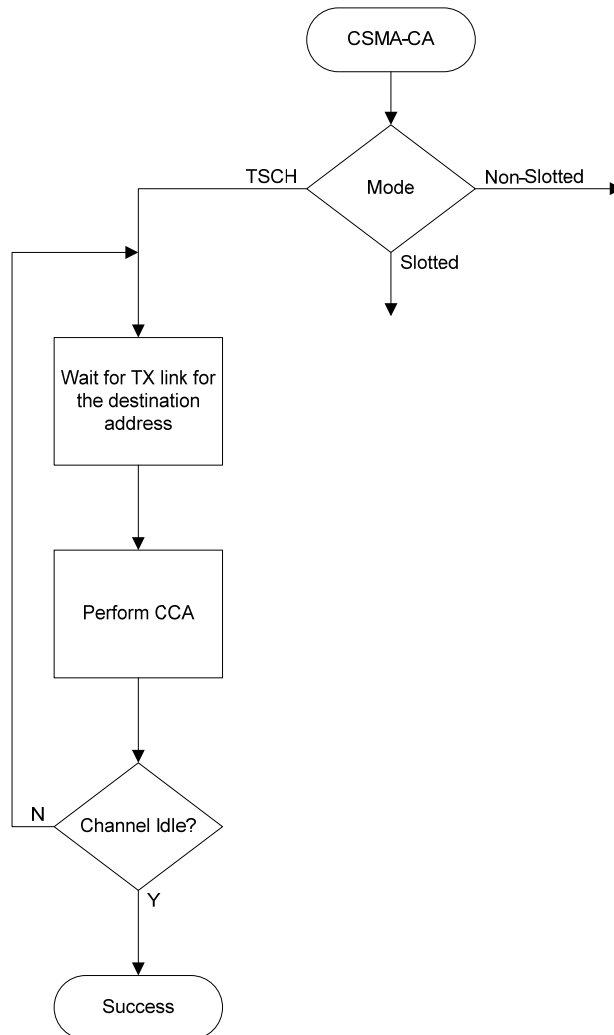 CSMA-CA
TSCH
Mode
Non-Slotted
Slotted
Wait for TX link for
the destination
address
Perform CCA
N
Channel Idle?
Y
Success